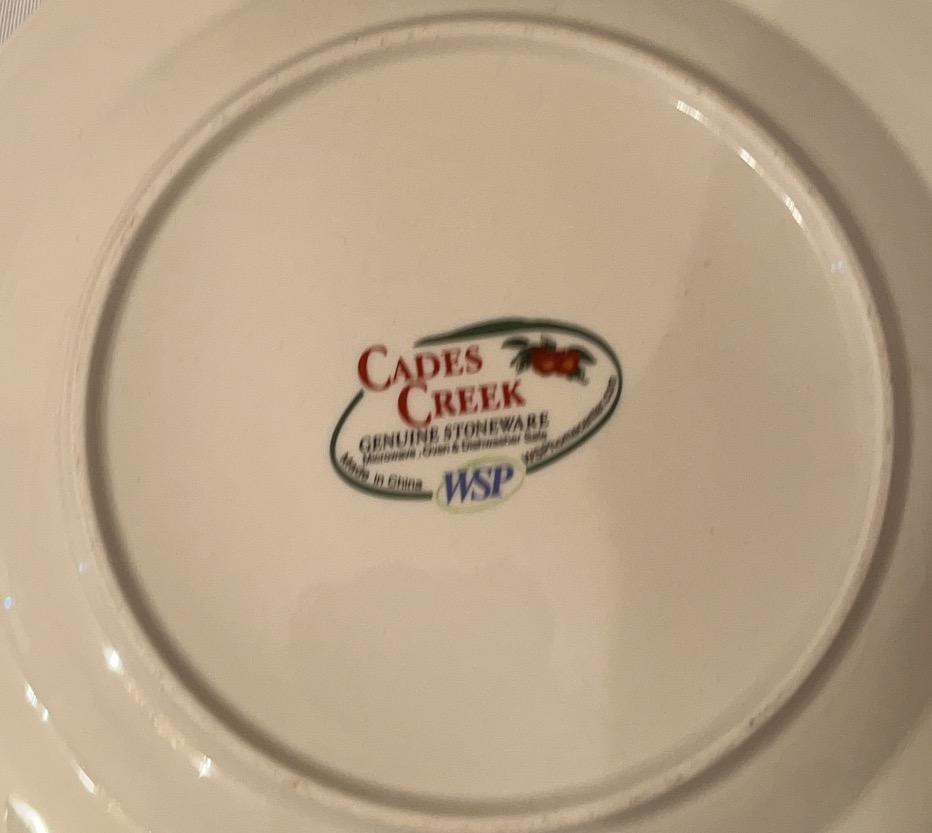 CADES
CREEK
GENUINE STONEWARE
Microwave, Oven & Dishwasher Safe
Made in China
WSP